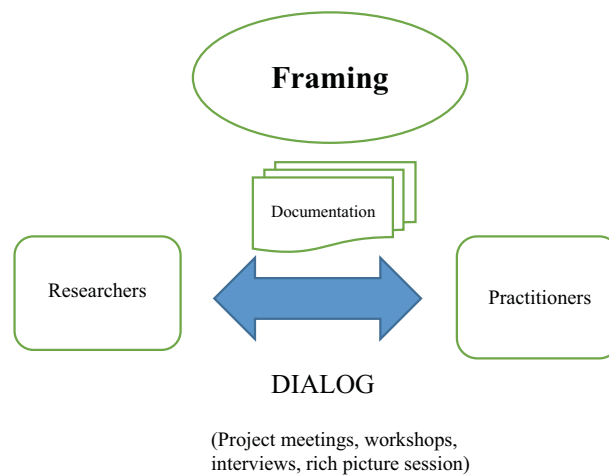 Framing
Documentation
Researchers
Practitioners
DIALOG
(Project meetings, workshops,
interviews, rich picture session)